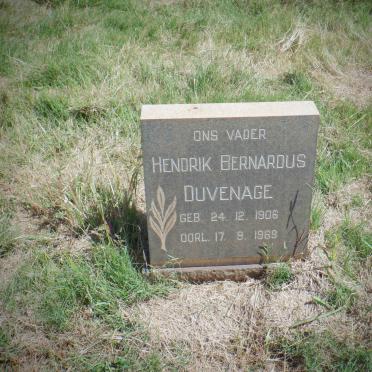 ONS VADER
HENDRIK BERNARDUS
DUVENAGE
GEB. 24. 12. 1906
OORL. 17. 9. 1969